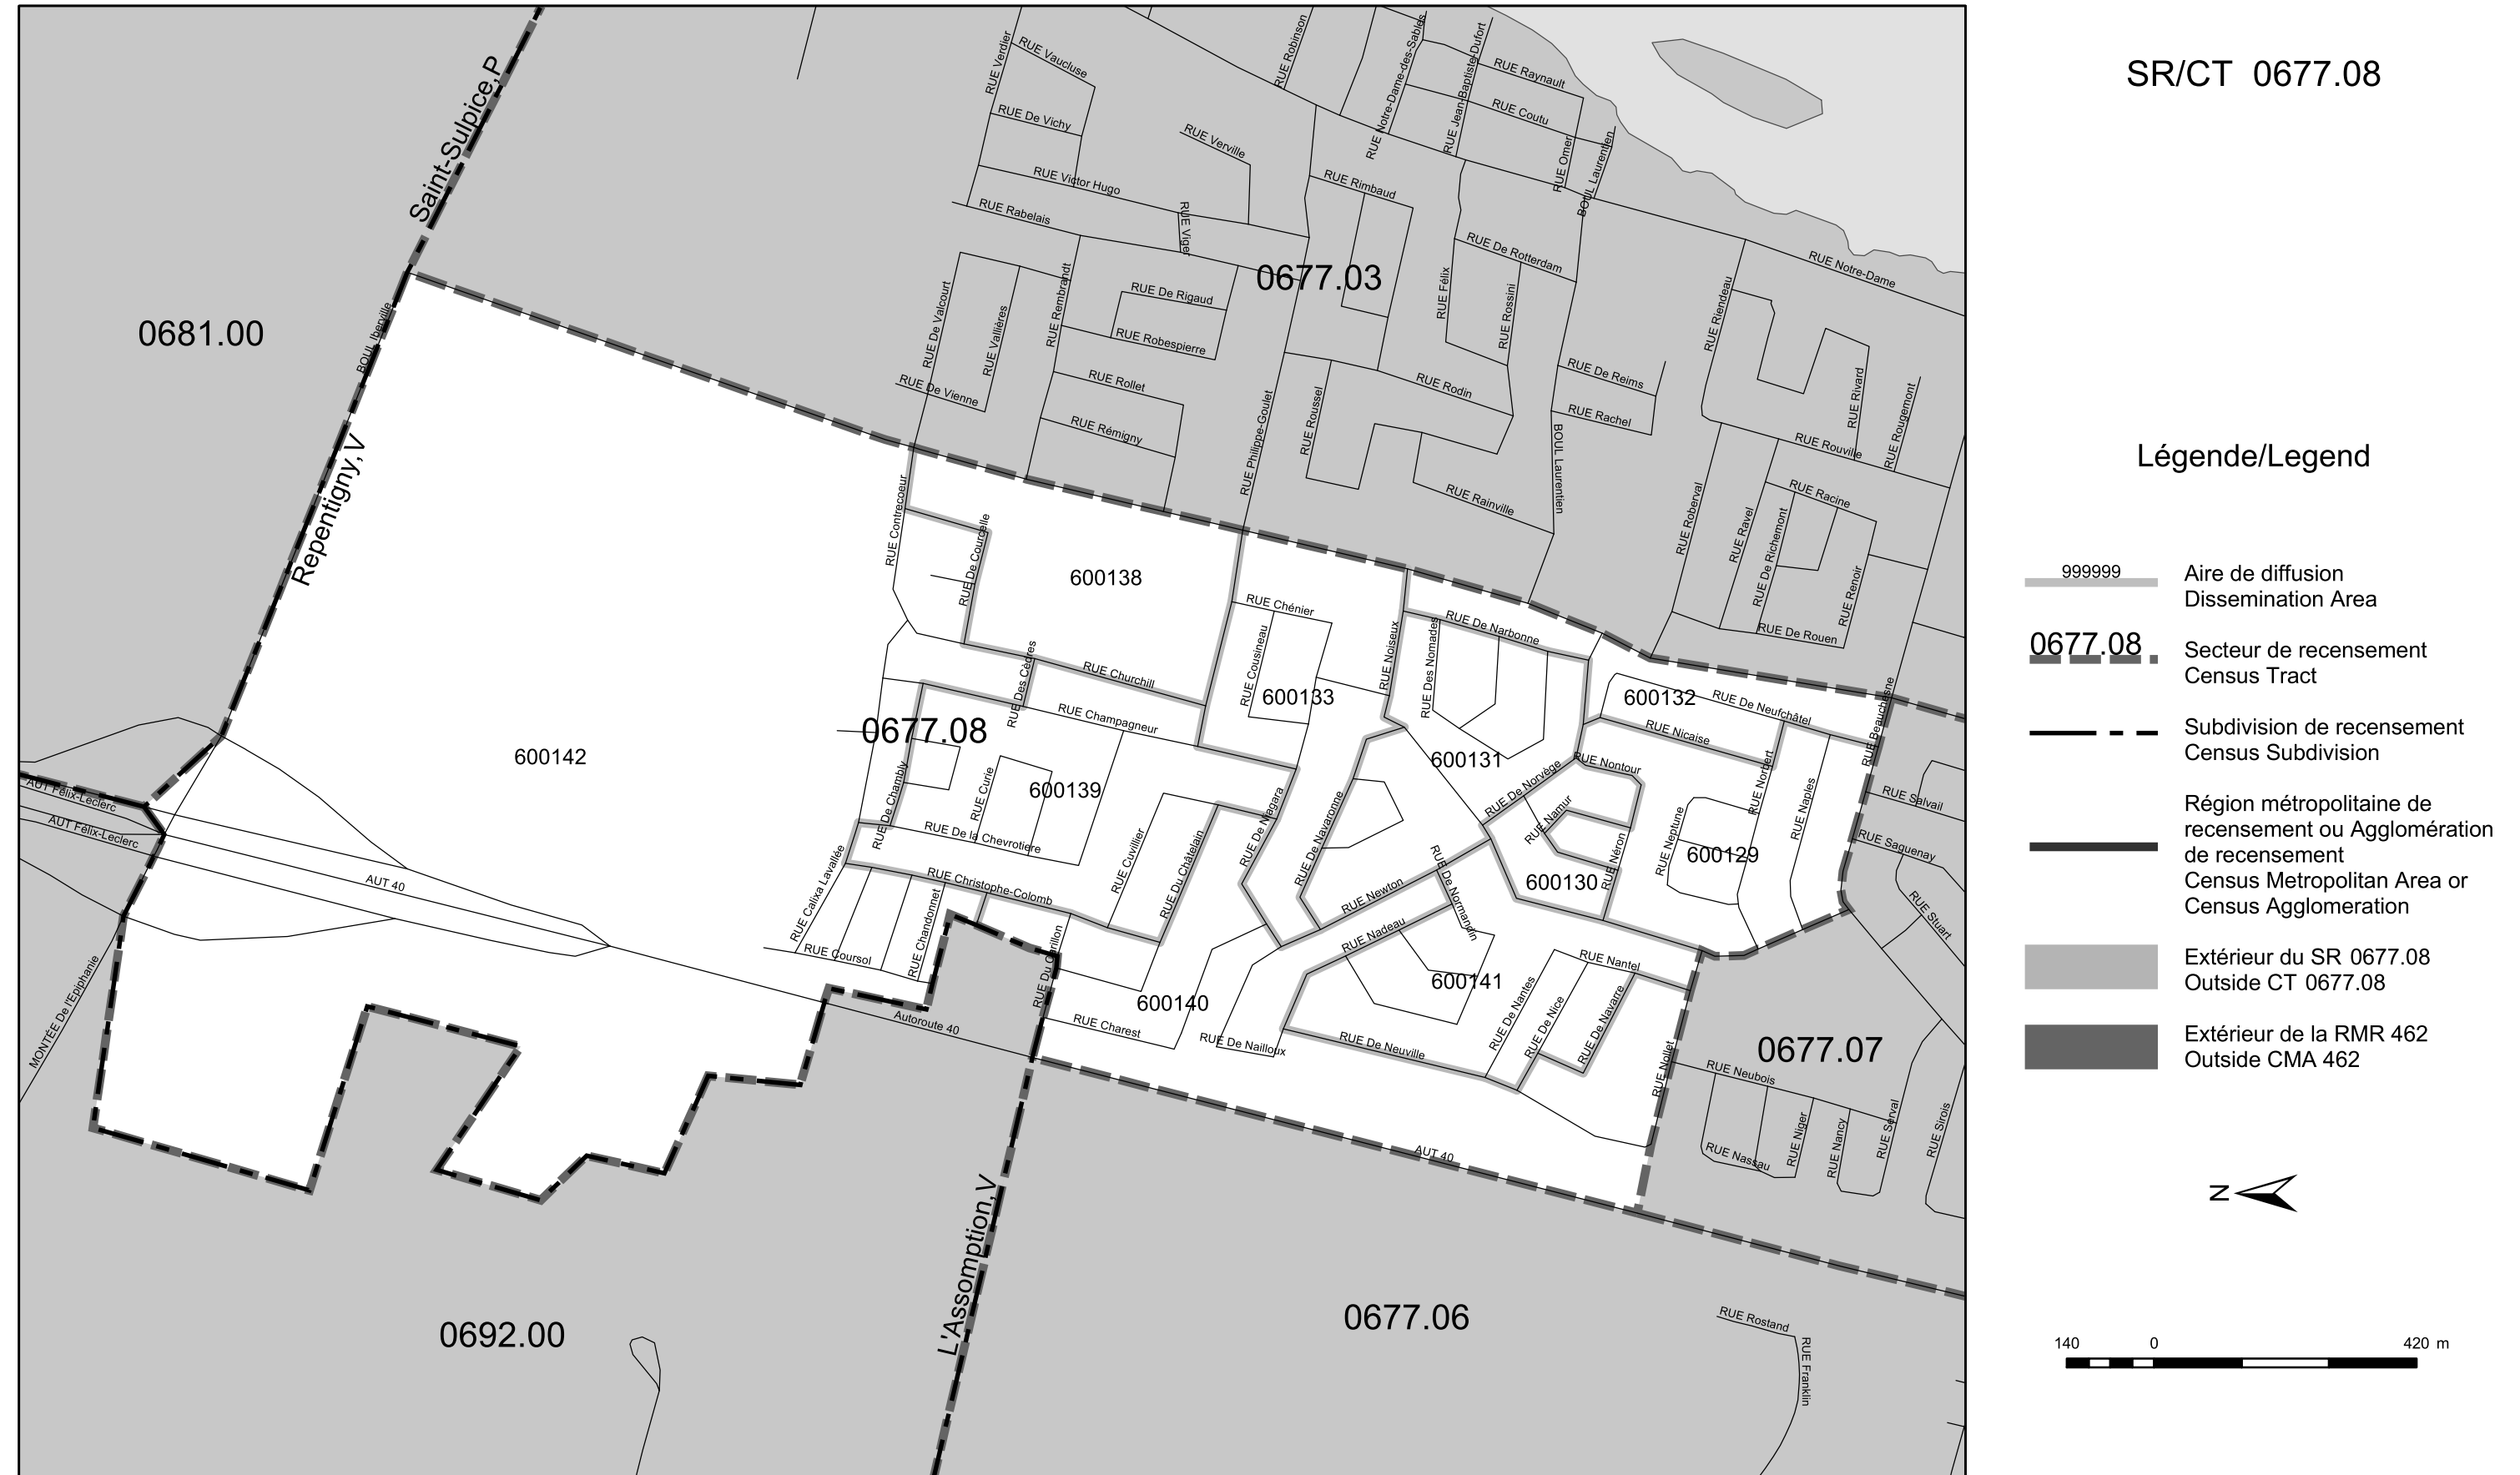 SR/CT 0677.08
Légende/Legend
999999
Aire de diffusion
Dissemination Area
0677.08
Secteur de recensement
Census Tract
Subdivision de recensement
Census Subdivision
Région métropolitaine de
recensement ou Agglomération
de recensement
Census Metropolitan Area or
Census Agglomeration
Extérieur du SR 0677.08
Outside CT 0677.08
Extérieur de la RMR 462
Outside CMA 462
N
140 0 420 m
Saint-Sulpice,P
Repentigny,V
L'Assomption,V
0681.00
0677.03
0677.08
0677.07
0677.06
0692.00
600138
600142
600133
600132
600131
600139
600129
600130
600141
600140
BOUL Iberville
RUE Verdier
RUE Vaucluse
RUE De Vichy
RUE Verville
RUE Victor Hugo
RUE Rabelais
RUE Viger
RUE Robinson
RUE Notre-Dame-des-Sables
RUE Jean-Baptiste-Dufort
RUE Raynault
RUE Coutu
RUE Omer
BOUL Laurentien
RUE Rimbaud
RUE De Rotterdam
RUE Notre-Dame
RUE De Valcourt
RUE Vallières
RUE Rembrandt
RUE De Rigaud
RUE Robespierre
RUE Félix
RUE Rossini
RUE Riendeau
RUE De Vienne
RUE Rollet
RUE Rémigny
RUE Philippe-Goulet
RUE Roussel
RUE Rodin
RUE De Reims
RUE Rachel
BOUL Laurentien
RUE Rainville
RUE Rivard
RUE Rougemont
RUE Rouville
RUE Roberval
RUE Ravel
RUE Racine
RUE De Richemont
RUE Renoir
RUE De Rouen
RUE Contrecoeur
RUE De Courcelle
RUE Des Cèdres
RUE Churchill
RUE Champagneur
RUE Chénier
RUE Cousineau
RUE Noiseux
RUE De Narbonne
RUE Des Nomades
RUE De Neufchâtel
RUE Nicaise
RUE Beauchesne
RUE De Chambly
RUE Curie
RUE De la Chevrotiere
RUE Cuvillier
RUE Du Châtelain
RUE De Niagara
RUE De Navaronne
RUE De Norvège
RUE Nontour
RUE Namur
RUE Néron
RUE Neptune
RUE Norbert
RUE Naples
RUE Salvail
RUE Saguenay
RUE Stuart
AUT Félix-Leclerc
AUT Félix-Leclerc
AUT 40
RUE Calixa Lavallée
RUE Christophe-Colomb
RUE Chandonnet
RUE Coursol
RUE Du Carillon
RUE Newton
RUE De Normandin
RUE Nadeau
MONTÉE De l'Epiphanie
Autoroute 40
RUE Charest
RUE De Nailloux
RUE De Neuville
RUE De Nantes
RUE De Nice
RUE De Navarre
RUE Nantel
RUE Nollet
RUE Neubois
RUE Nassau
RUE Niger
RUE Nancy
RUE Serval
RUE Sirois
AUT 40
RUE Rostand
RUE Franklin